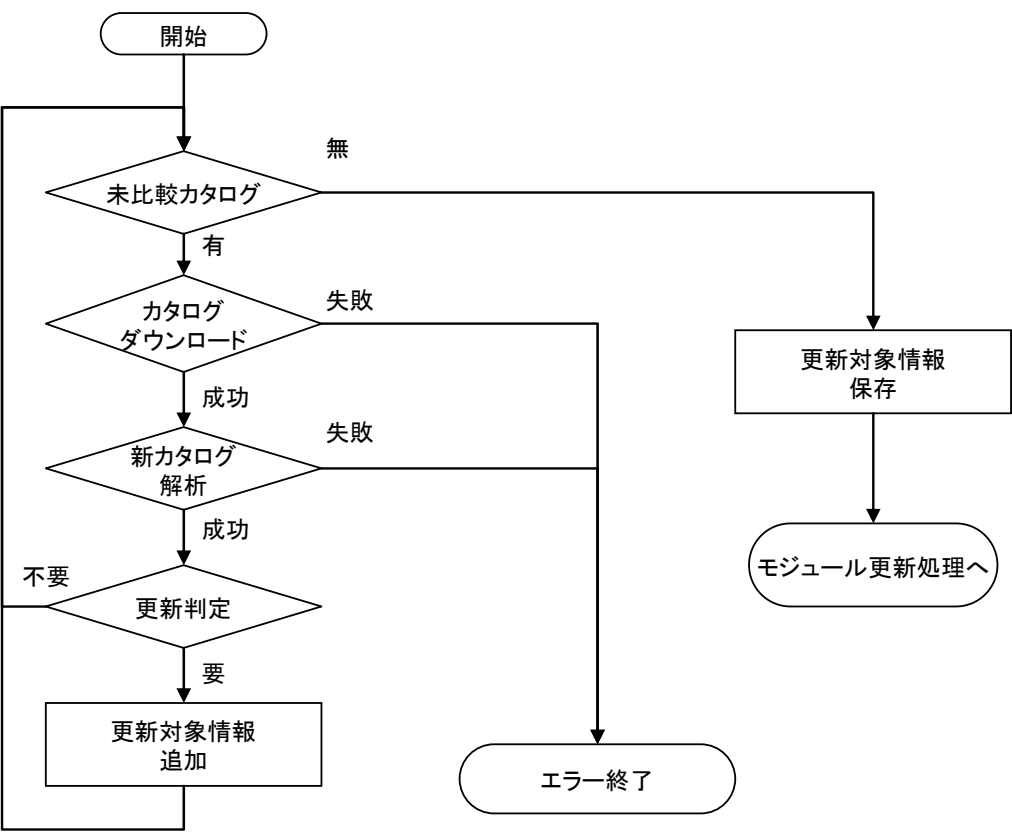 開始
無
未比較カタログ
有
カタログ
ダウンロード
失敗
更新対象情報
保存
成功
新カタログ
解析
失敗
成功
モジュール更新処理へ
不要
更新判定
要
更新対象情報
追加
エラー終了